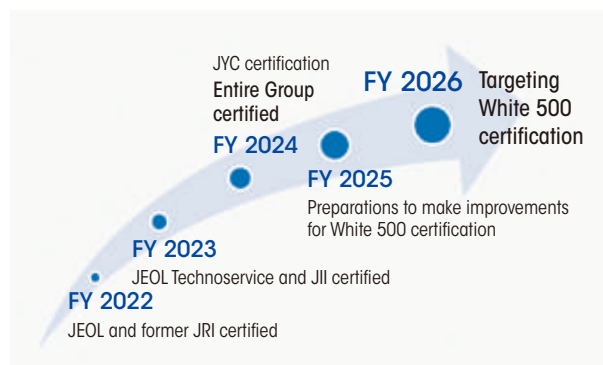 JYC certification
Entire Group
certified
FY 2024
FY 2026
Targeting
White 500
certification
FY 2025
Preparations to make improvements
for White 500 certification
FY 2023
JEOL Technoservice and JII certified
FY 2022
JEOL and former JRI certified